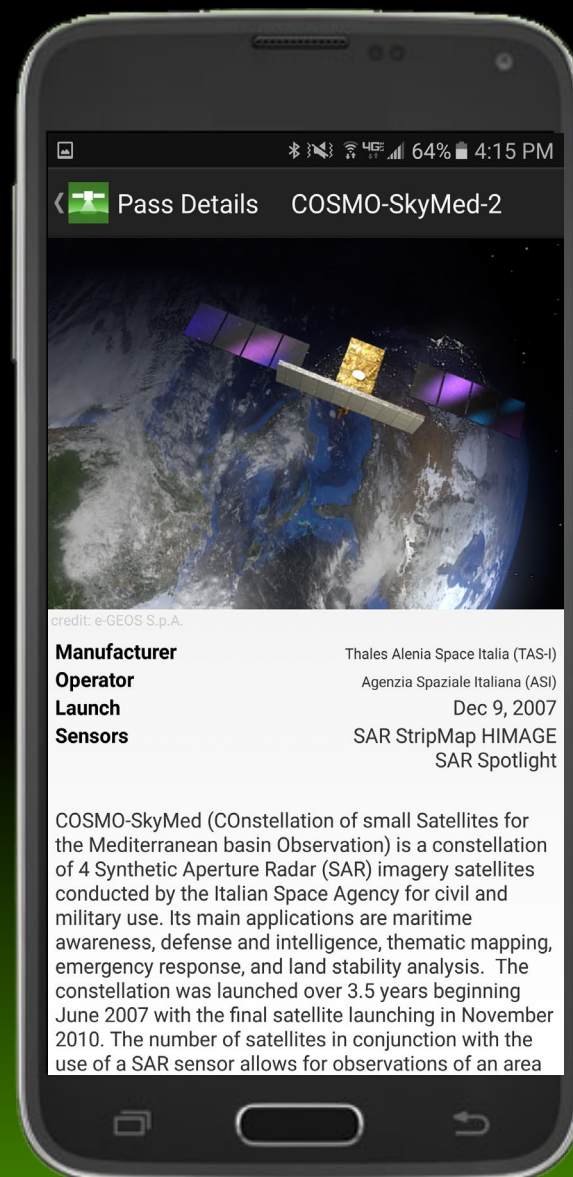 4G 64% 4:15 PM
Pass Details COSMO-SkyMed-2
credit: e-GEOS S.p.A.
Manufacturer Thales Alenia Space Italia (TAS-I)
Operator Agenzia Spaziale Italiana (ASI)
Launch Dec 9, 2007
Sensors SAR StripMap HIMAGE
SAR Spotlight
COSMO-SkyMed (COnstellation of small Satellites for
the Mediterranean basin Observation) is a constellation
of 4 Synthetic Aperture Radar (SAR) imagery satellites
conducted by the Italian Space Agency for civil and
military use. Its main applications are maritime
awareness, defense and intelligence, thematic mapping,
emergency response, and land stability analysis. The
constellation was launched over 3.5 years beginning
June 2007 with the final satellite launching in November
2010. The number of satellites in conjunction with the
use of a SAR sensor allows for observations of an area